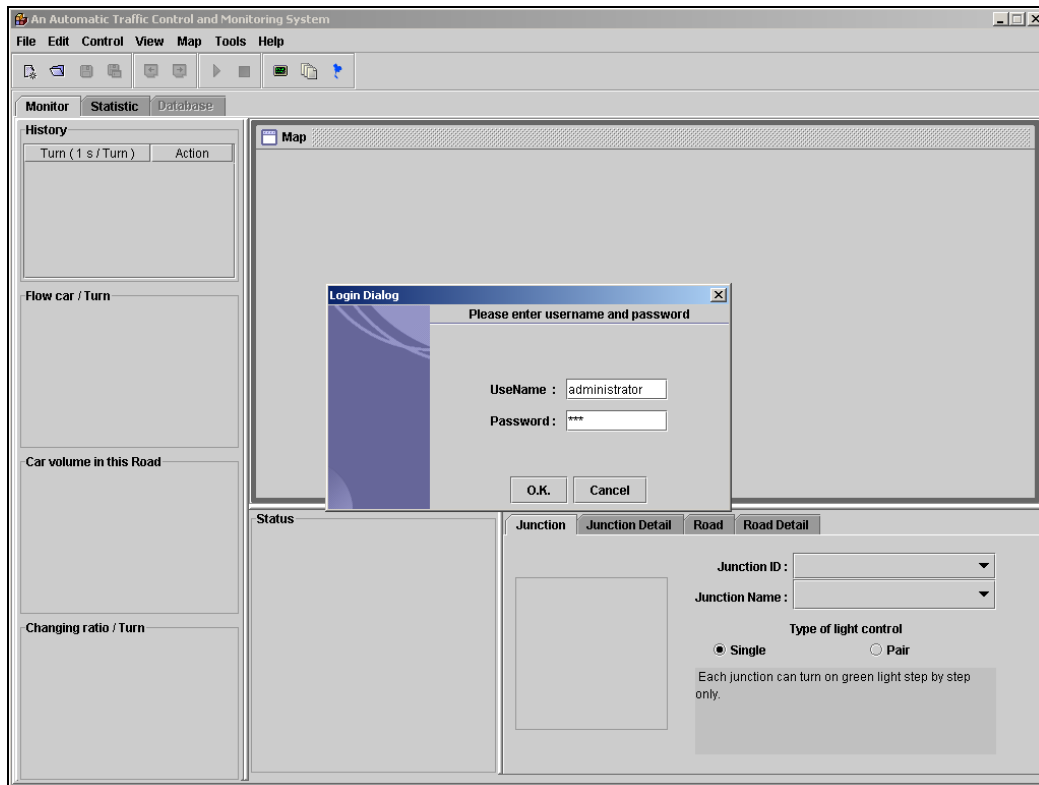 An Automatic Traffic Control and Monitoring System
File Edit Control View Map Tools Help
Monitor Statistic Database
History
Turn ( 1 s / Turn ) Action
Flow car / Turn
Car volume in this Road
Changing ratio / Turn
Map
Login Dialog
Please enter username and password
UseName : administrator
Password : ***
O.K. Cancel
Status
Junction Junction Detail Road Road Detail
Junction ID :
Junction Name :
Type of light control
Single Pair
Each junction can turn on green light step by step
only.